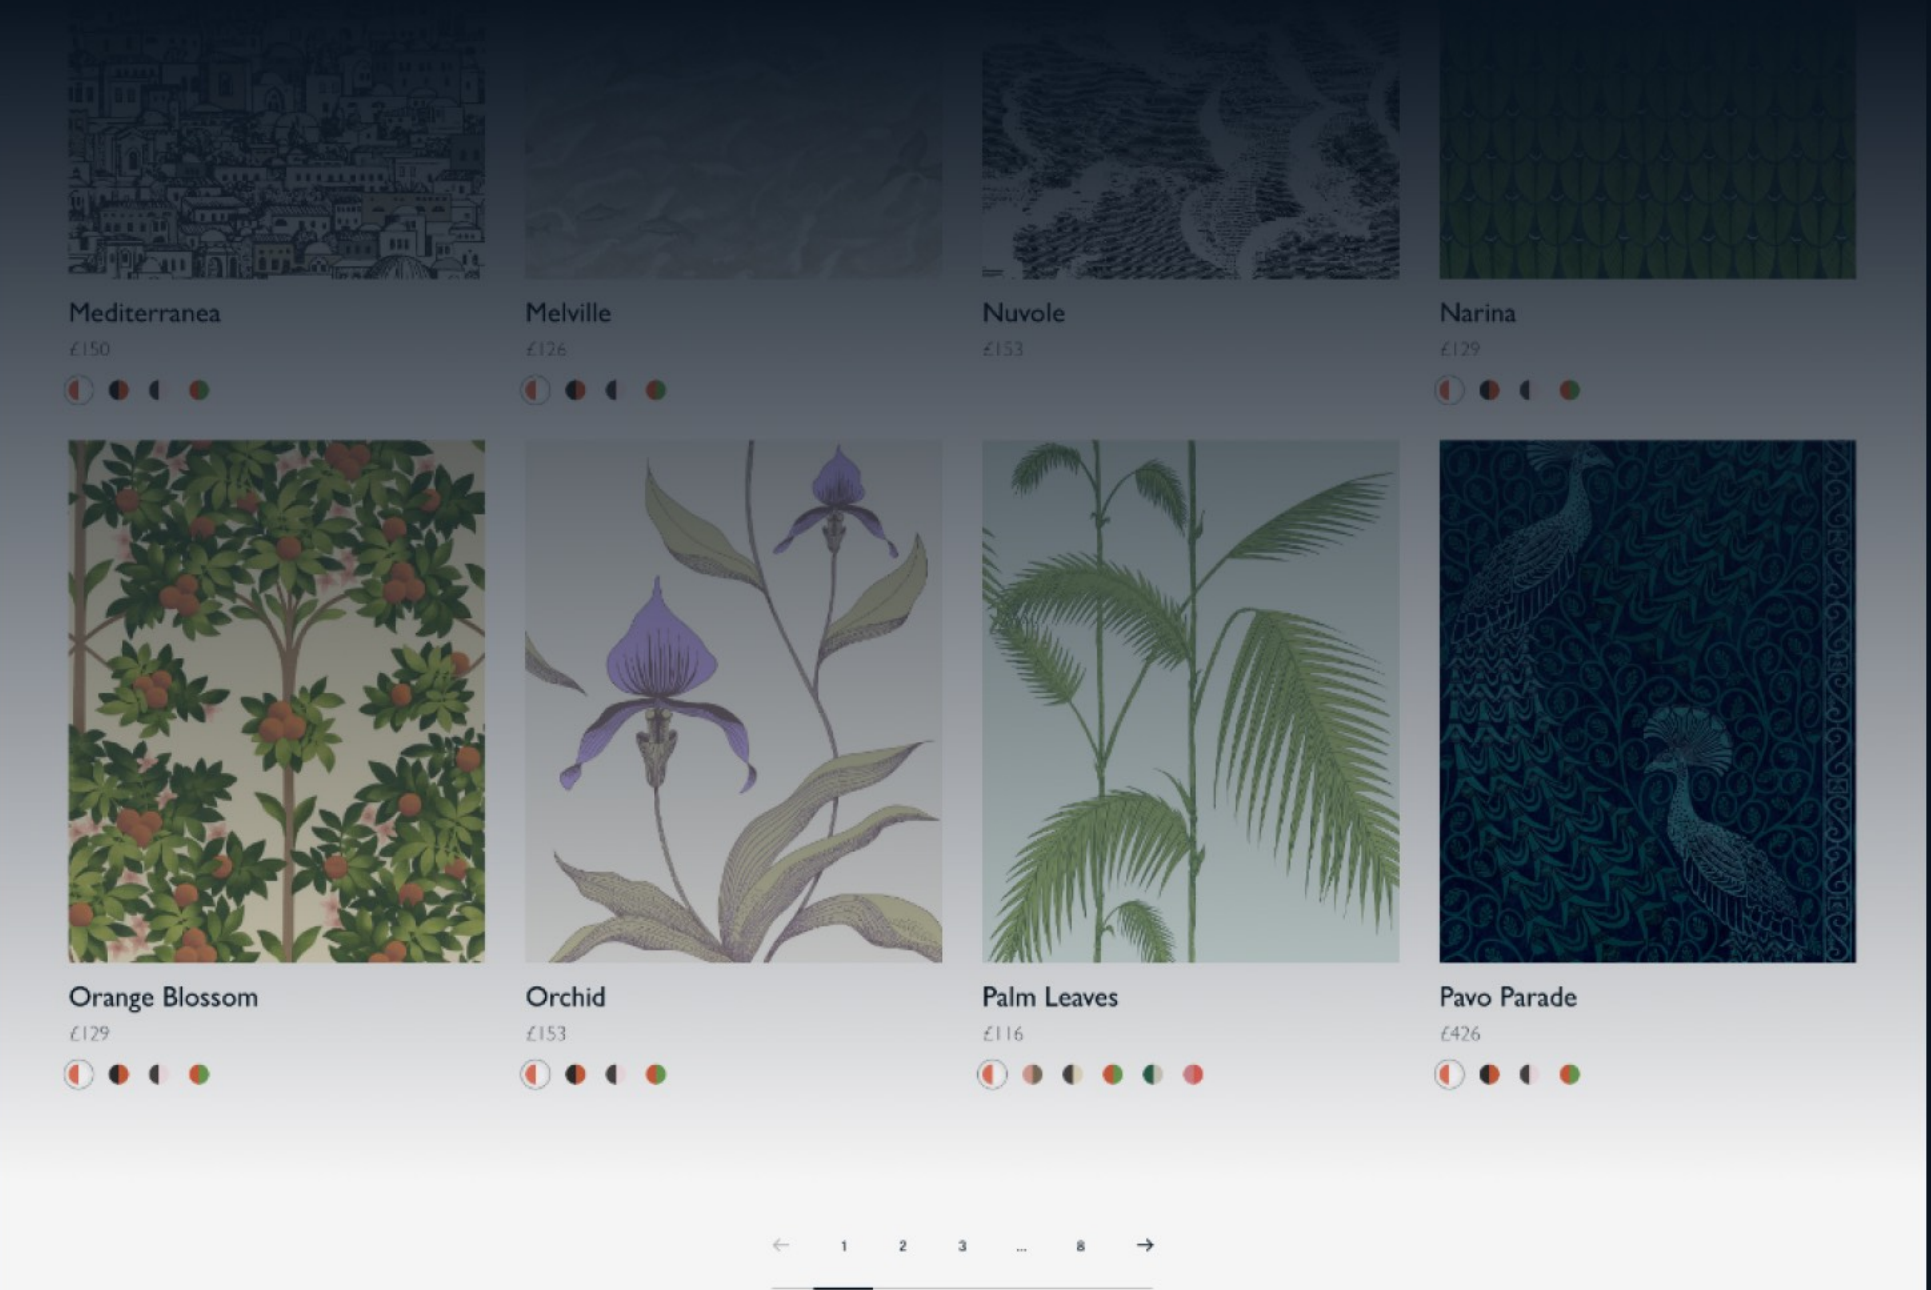 Mediterranea
£150
Melville
£126
Nuvole
£153
Narina
£129
Orange Blossom
£129
Orchid
£153
Palm Leaves
£116
Pavo Parade
£426
← 1 2 3 ... 8 →